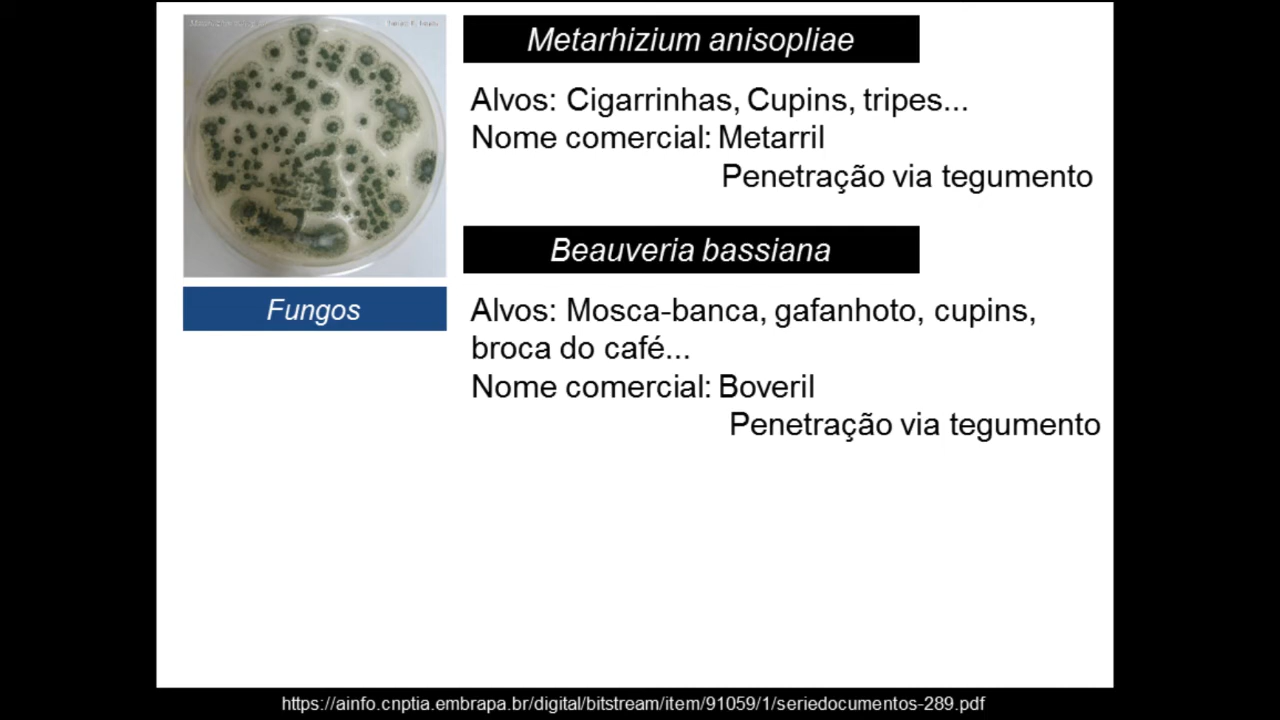 Metarhizium anisopliae
Alvos: Cigarrinhas, Cupins, tripes...
Nome comercial: Metarril
Penetração via tegumento
Beauveria bassiana
Fungos
Alvos: Mosca-banca, gafanhoto, cupins,
broca do café...
Nome comercial: Boveril
Penetração via tegumento
https://ainfo.cnptia.embrapa.br/digital/bitstream/item/91059/1/seriedocumentos-289.pdf